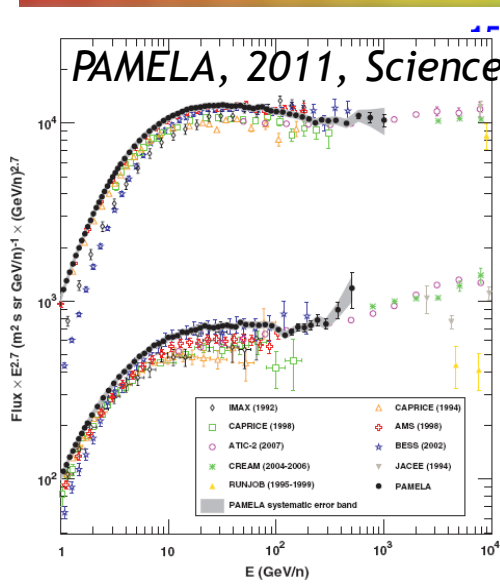 PAMELA, 2011, Science
10⁴
10³
10²
Flux × E^2.7 (m² s sr GeV/n)^-1 × (GeV/n)^2.7
IMAX (1992)
CAPRICE (1994)
CAPRICE (1998)
AMS (1998)
ATIC-2 (2007)
BESS (2002)
CREAM (2004-2006)
JACEE (1994)
RUNJOB (1995-1999)
PAMELA
PAMELA systematic error band
1
10
10²
10³
10⁴
E (GeV/n)